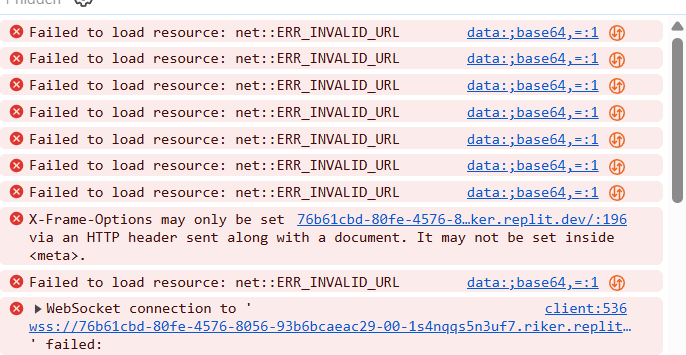 1 hidden
Failed to load resource: net::ERR_INVALID_URL data:;base64,=:1
Failed to load resource: net::ERR_INVALID_URL data:;base64,=:1
Failed to load resource: net::ERR_INVALID_URL data:;base64,=:1
Failed to load resource: net::ERR_INVALID_URL data:;base64,=:1
Failed to load resource: net::ERR_INVALID_URL data:;base64,=:1
Failed to load resource: net::ERR_INVALID_URL data:;base64,=:1
Failed to load resource: net::ERR_INVALID_URL data:;base64,=:1
X-Frame-Options may only be set 76b61cbd-80fe-4576-8…ker.replit.dev/:196
via an HTTP header sent along with a document. It may not be set inside
<meta>.
Failed to load resource: net::ERR_INVALID_URL data:;base64,=:1
WebSocket connection to ' client:536
wss://76b61cbd-80fe-4576-8056-93b6bcaeac29-00-1s4nqqs5n3uf7.riker.replit…
' failed: